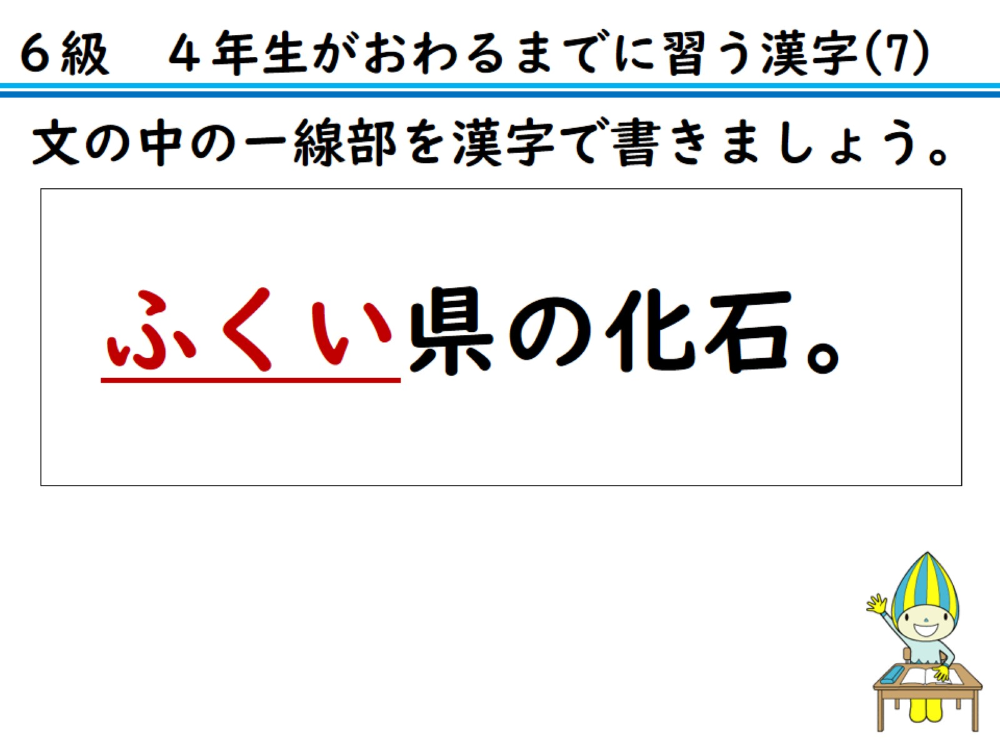 ６級　４年生がおわるまでに習う漢字(7)
文の中の一線部を漢字で書きましょう。
ふくい県の化石。